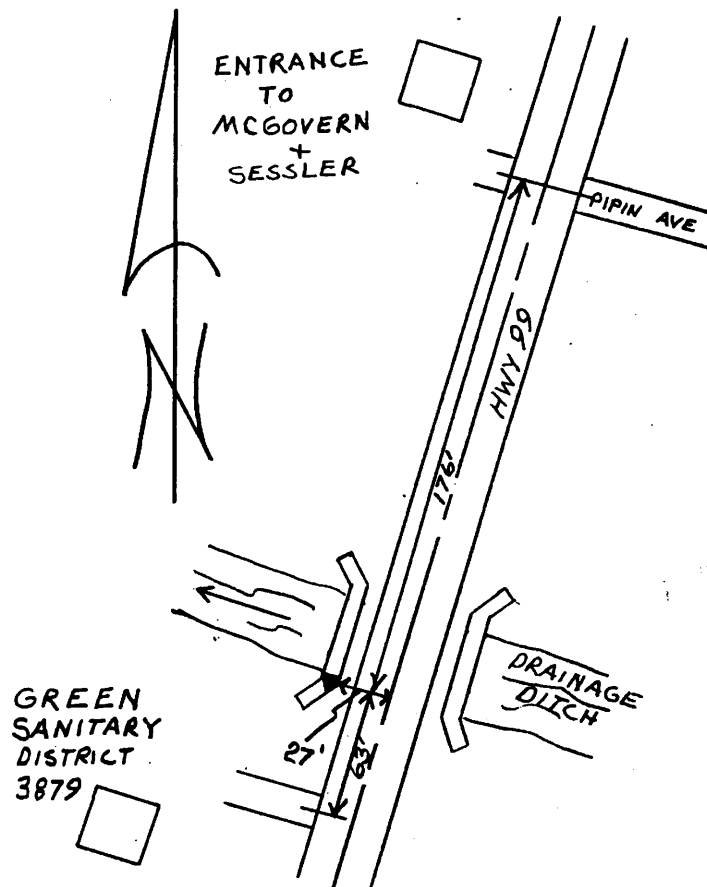 ENTRANCE
TO
MCGOVERN
+
SESSLER
PIPIN AVE
HWY 99
176'
N
DRAINAGE
DITCH
GREEN
SANITARY
DISTRICT
3879
27'
63'